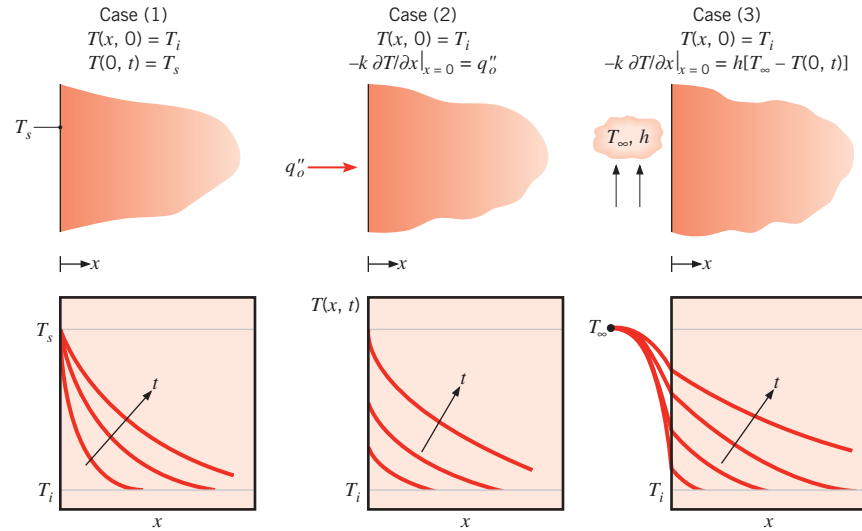 Case (1)
T(x, 0) = T_i
T(0, t) = T_s
T_s
x
T_s
t
T_i
x
Case (2)
T(x, 0) = T_i
−k ∂T/∂x|_{x = 0} = q″_o
q″_o
x
T(x, t)
t
T_i
x
Case (3)
T(x, 0) = T_i
−k ∂T/∂x|_{x = 0} = h[T_∞ − T(0, t)]
T_∞, h
x
T_∞
t
T_i
x